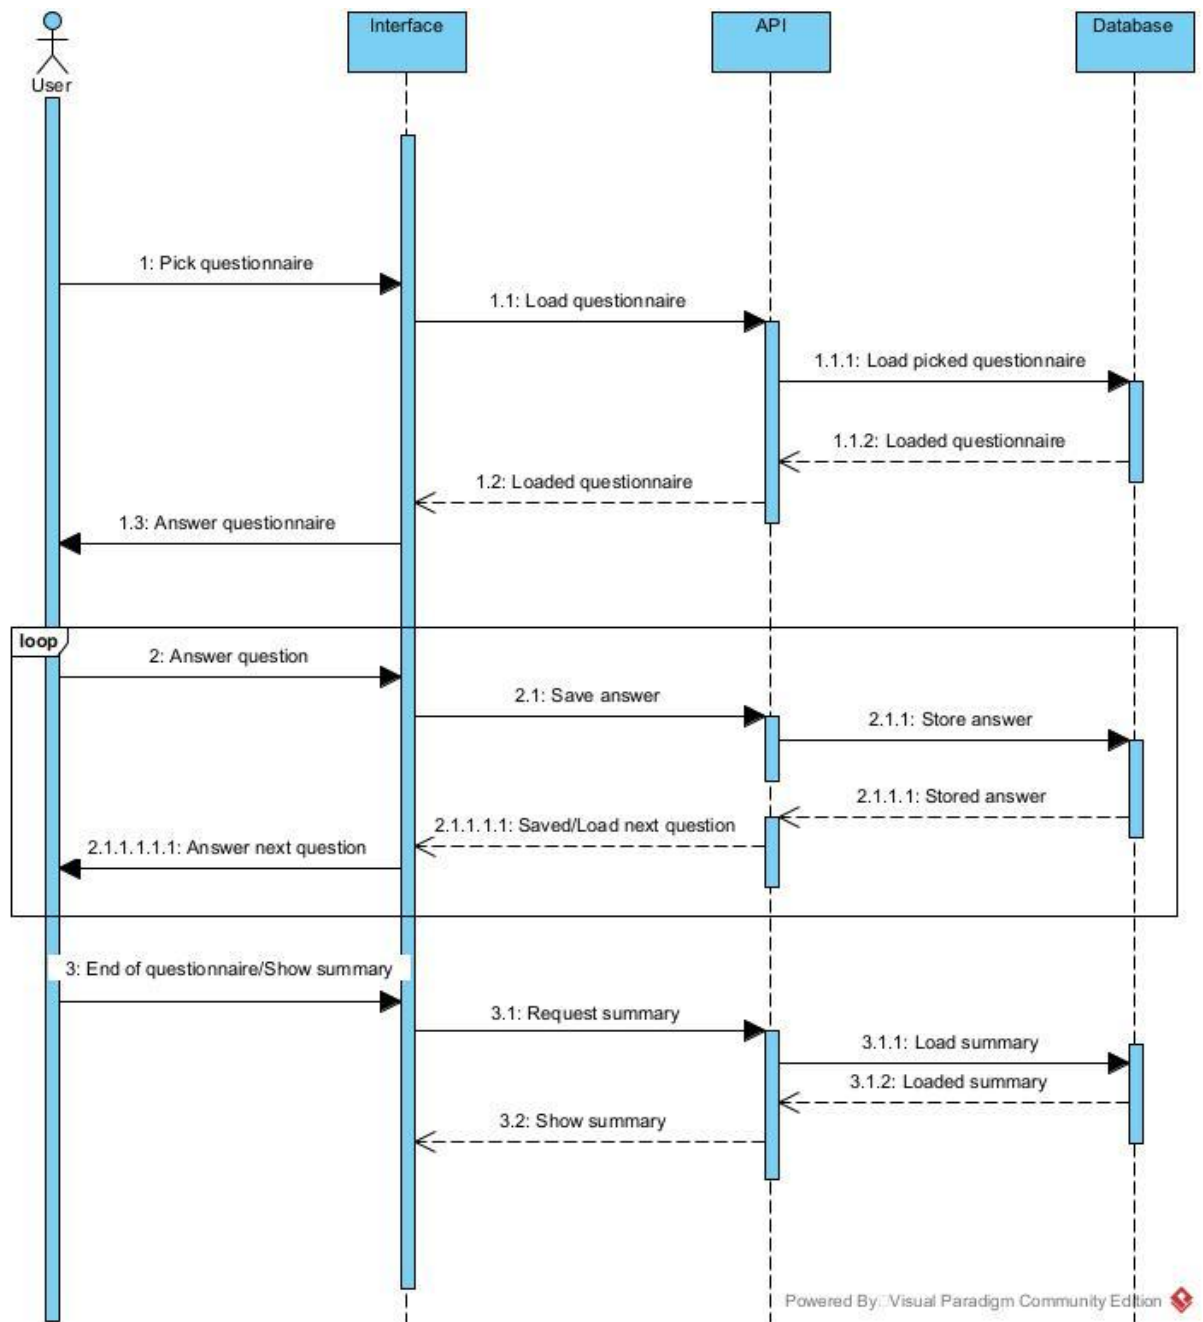 Interface
API
Database
User
1: Pick questionnaire
1.1: Load questionnaire
1.1.1: Load picked questionnaire
1.1.2: Loaded questionnaire
1.2: Loaded questionnaire
1.3: Answer questionnaire
loop
2: Answer question
2.1: Save answer
2.1.1: Store answer
2.1.1.1: Stored answer
2.1.1.1.1: Saved/Load next question
2.1.1.1.1.1: Answer next question
3: End of questionnaire/Show summary
3.1: Request summary
3.1.1: Load summary
3.1.2: Loaded summary
3.2: Show summary
Powered By Visual Paradigm Community Edition